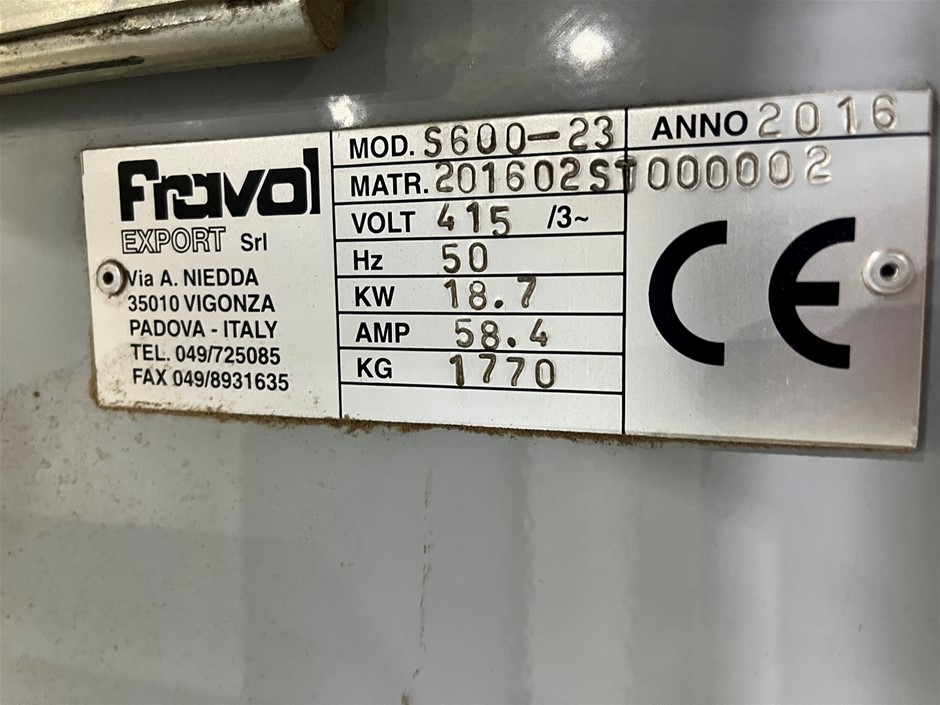 Fravol
EXPORT Srl
Via A. NIEDDA
35010 VIGONZA
PADOVA - ITALY
TEL. 049/725085
FAX 049/8931635
MOD. S600-23
ANNO 2016
MATR. 201602ST000002
VOLT 415 /3~
Hz 50
KW 18.7
AMP 58.4
KG 1770
CE